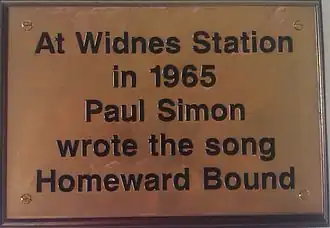 At Widnes Station
in 1965
Paul Simon
wrote the song
Homeward Bound